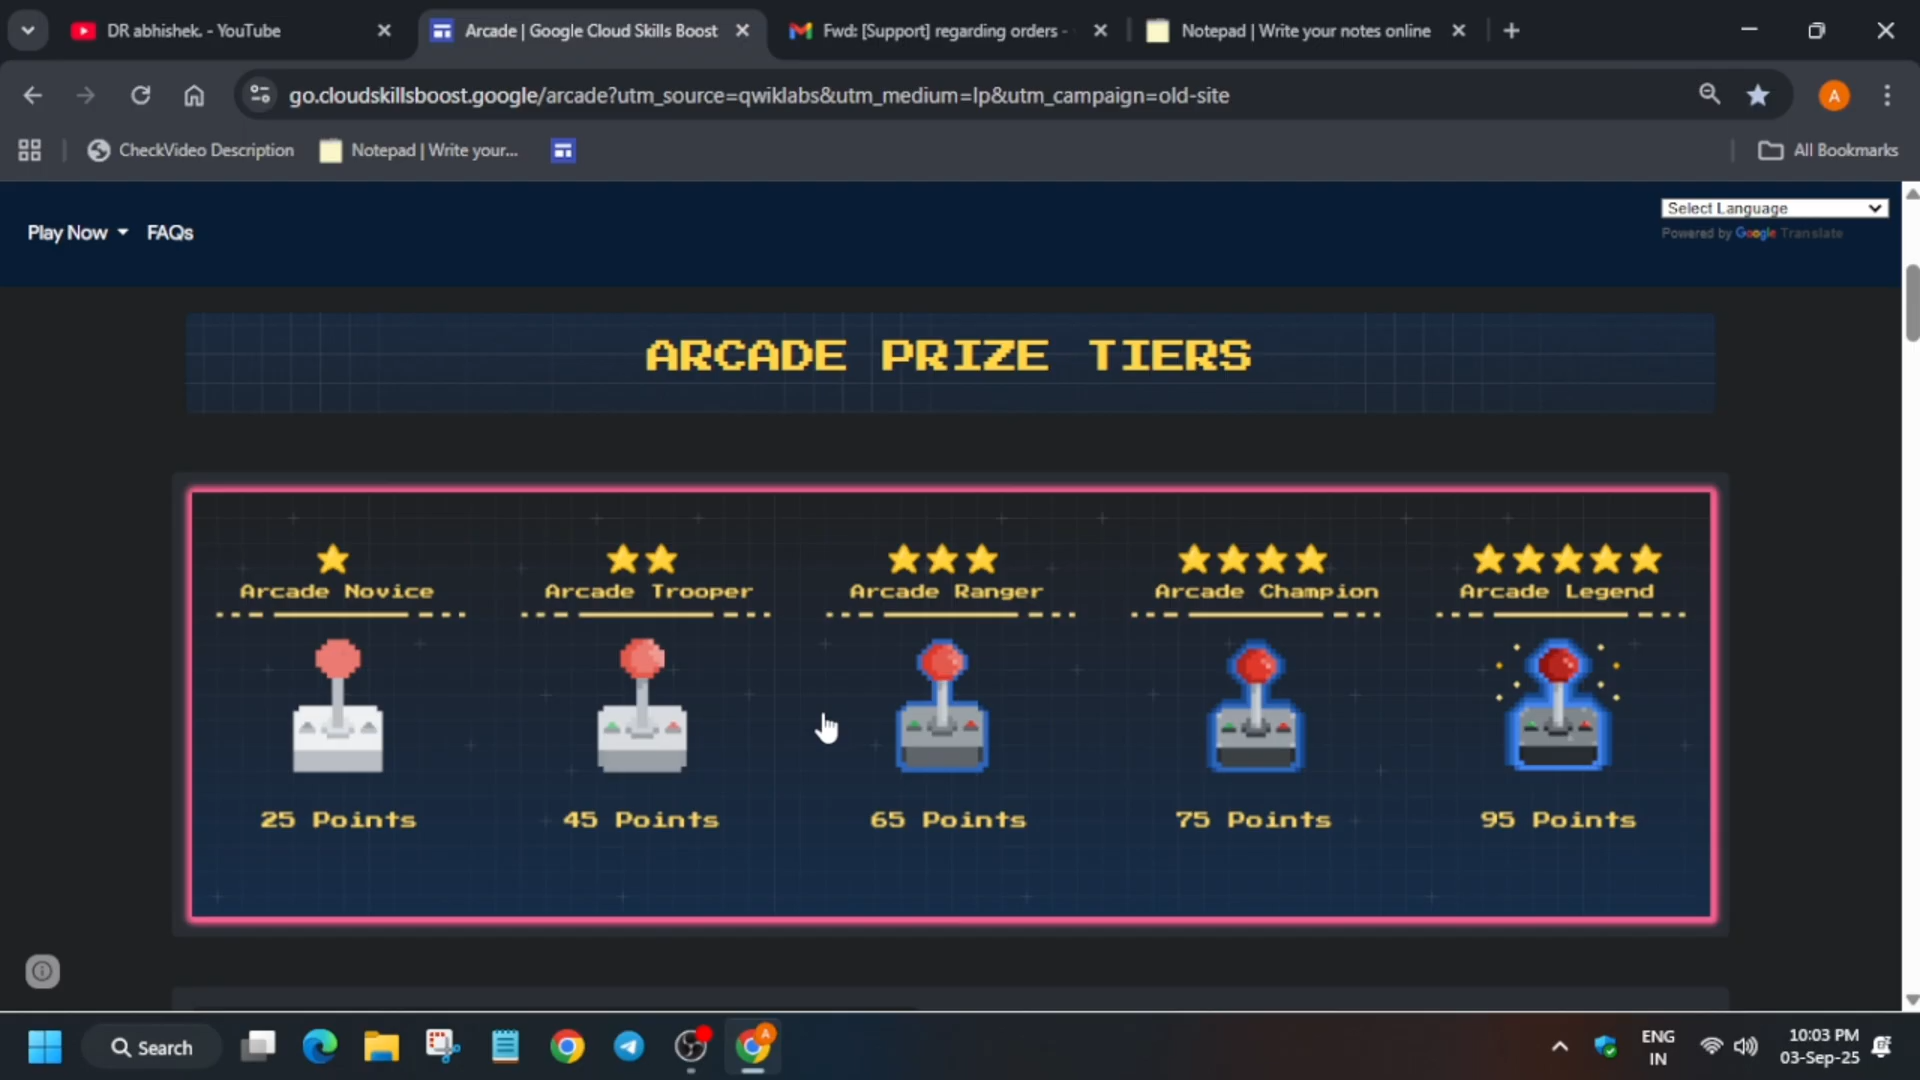 DR abhishek. - YouTube
Arcade | Google Cloud Skills Boost
Fwd: [Support] regarding orders -
Notepad | Write your notes online
go.cloudskillsboost.google/arcade?utm_source=qwiklabs&utm_medium=lp&utm_campaign=old-site
A
CheckVideo Description
Notepad | Write your...
All Bookmarks
Play Now
FAQs
Select Language
Powered by Google Translate
ARCADE PRIZE TIERS
Arcade Novice
Arcade Trooper
Arcade Ranger
Arcade Champion
Arcade Legend
25 Points
45 Points
65 Points
75 Points
95 Points
Search
A
ENG
IN
10:03 PM
03-Sep-25